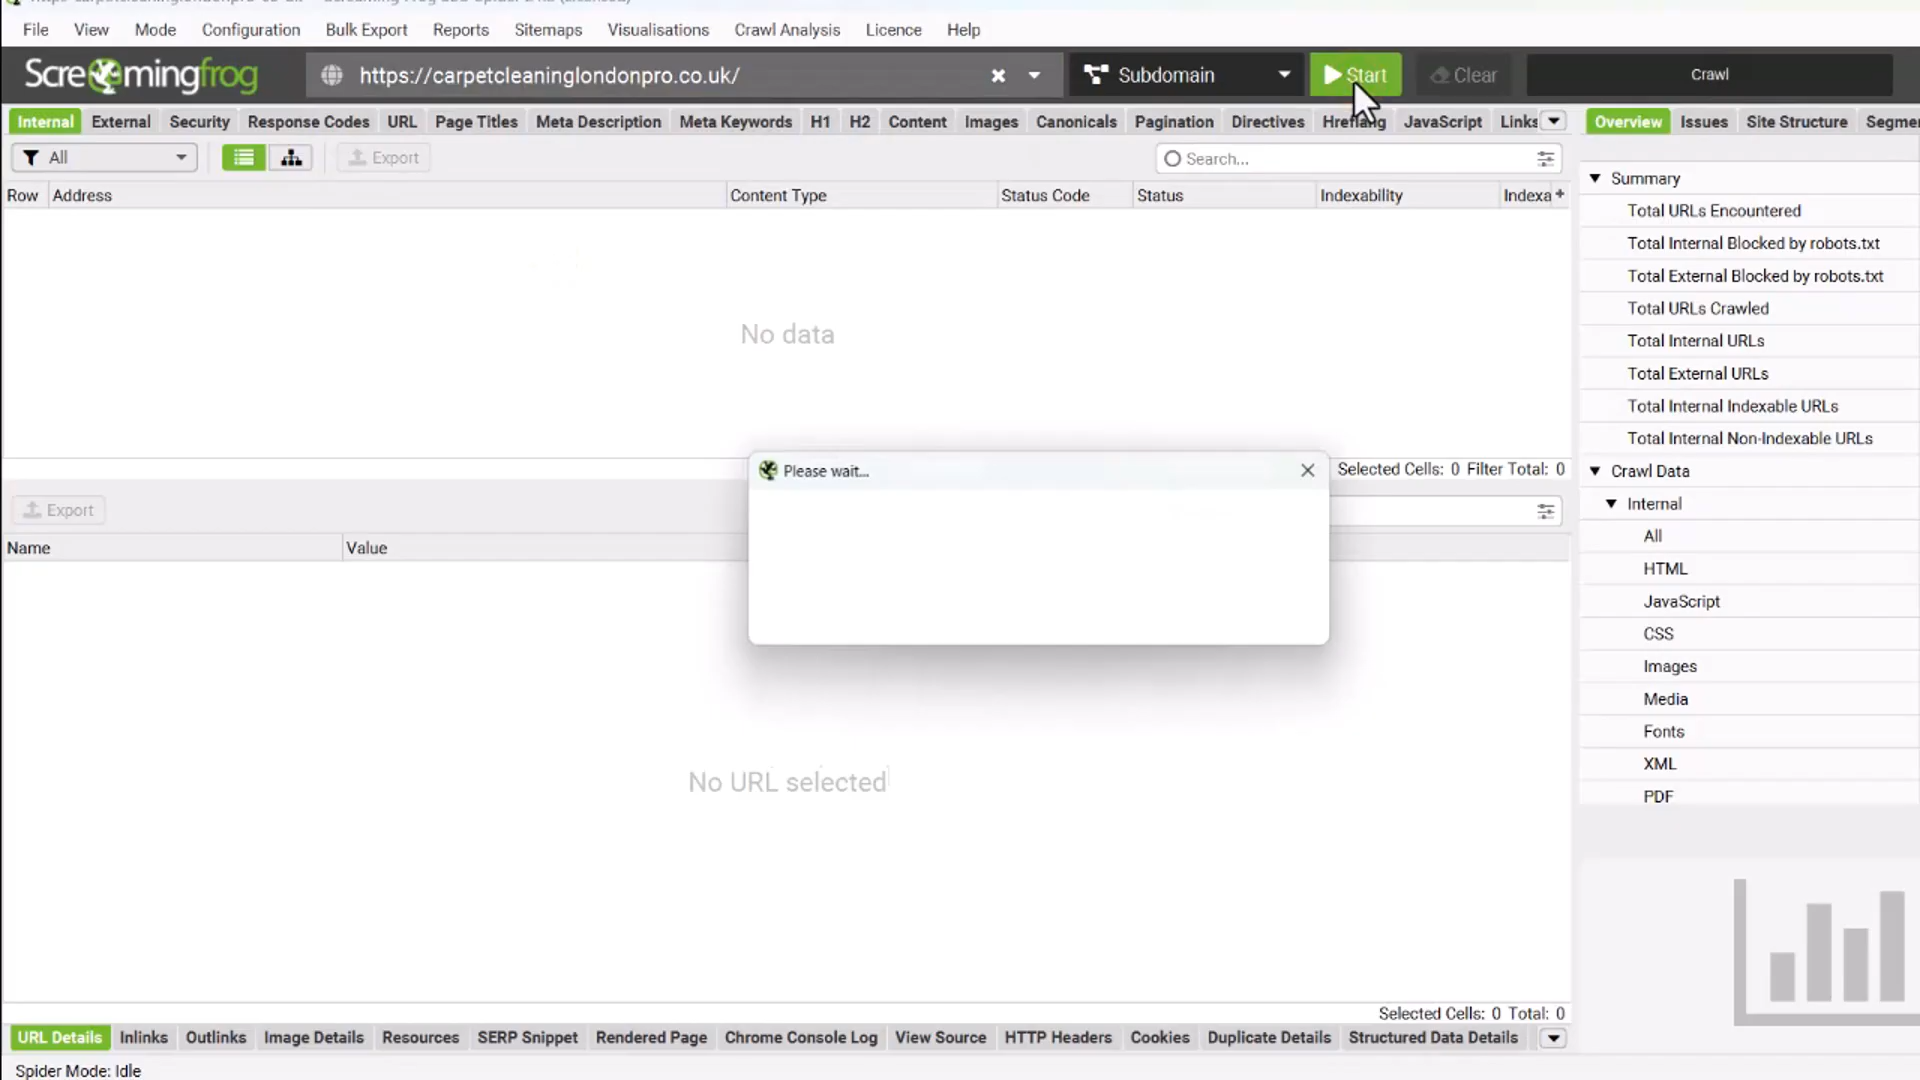 File View Mode Configuration Bulk Export Reports Sitemaps Visualisations Crawl Analysis Licence Help
Screamingfrog https://carpetcleaninglondonpro.co.uk/ Subdomain Start Clear Crawl
Internal External Security Response Codes URL Page Titles Meta Description Meta Keywords H1 H2 Content Images Canonicals Pagination Directives Hreflang JavaScript Links Overview Issues Site Structure Segmen
All Export Search...
Row Address Content Type Status Code Status Indexability Indexa +
Summary
Total URLs Encountered
Total Internal Blocked by robots.txt
Total External Blocked by robots.txt
Total URLs Crawled
Total Internal URLs
Total External URLs
Total Internal Indexable URLs
Total Internal Non-Indexable URLs
Crawl Data
Internal
All
HTML
JavaScript
CSS
Images
Media
Fonts
XML
PDF
No data
Please wait...
Selected Cells: 0 Filter Total: 0
Export
Name Value
No URL selected
Selected Cells: 0 Total: 0
URL Details Inlinks Outlinks Image Details Resources SERP Snippet Rendered Page Chrome Console Log View Source HTTP Headers Cookies Duplicate Details Structured Data Details
Spider Mode: Idle